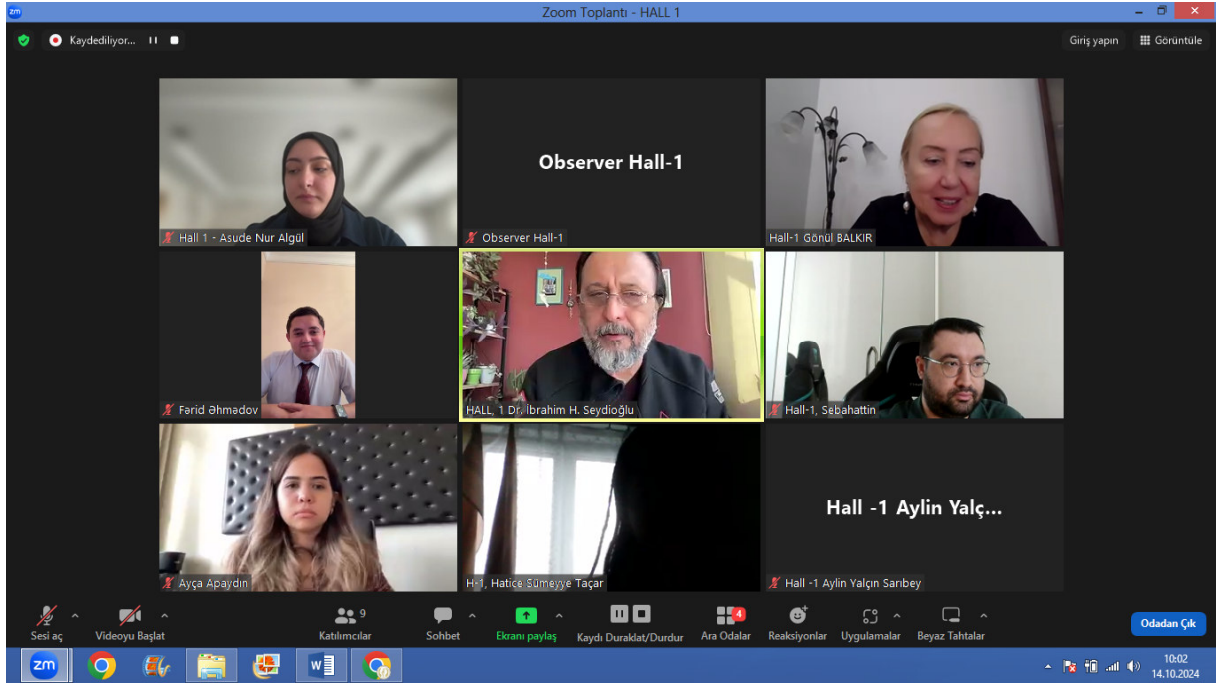 zm
Zoom Toplantı - HALL 1
Kaydediliyor...
Giriş yapın
Görüntüle
Hall 1 - Asude Nur Algül
Observer Hall-1
Observer Hall-1
Hall-1 Gönül BALKIR
Fərid Əhmədov
HALL, 1 Dr. İbrahim H. Seydioğlu
Hall-1, Sebahattin
Ayça Apaydın
H-1, Hatice Sümeyye Taçar
Hall -1 Aylin Yalç...
Hall -1 Aylin Yalçın Sarıbey
Sesi aç
Videoyu Başlat
9
Katılımcılar
Sohbet
Ekranı paylaş
Kaydı Duraklat/Durdur
4
Ara Odalar
Reaksiyonlar
Uygulamalar
Beyaz Tahtalar
Odadan Çık
zm
10:02
14.10.2024